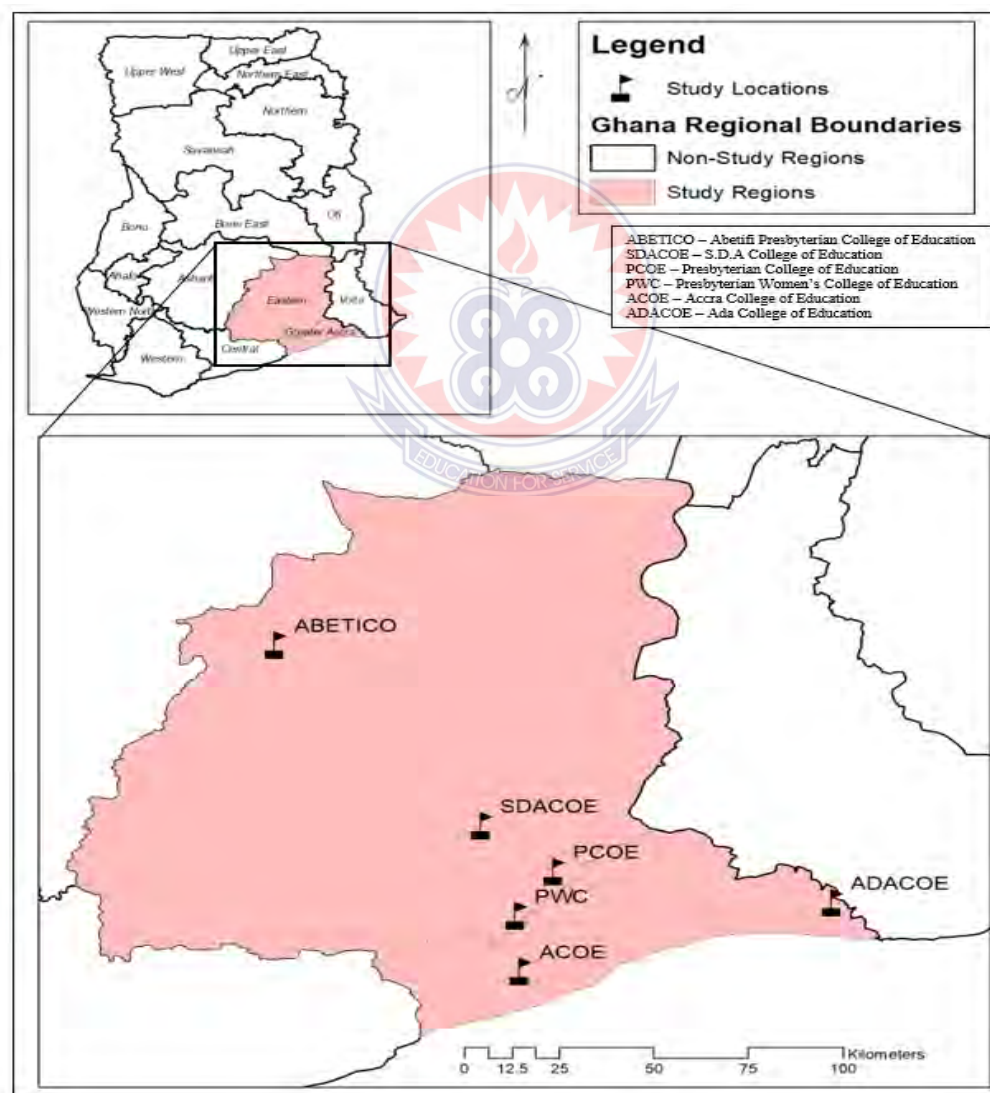 Upper West
Upper East
Northern East
Northern
Savannah
Bono
Bono East
Oti
Ahafo
Ashanti
Eastern
Volta
Western North
Greater Accra
Central
Western
N
Legend
Study Locations
Ghana Regional Boundaries
Non-Study Regions
Study Regions
ABETICO – Abetifi Presbyterian College of Education
SDACOE – S.D.A College of Education
PCOE – Presbyterian College of Education
PWC – Presbyterian Women's College of Education
ACOE – Accra College of Education
ADACOE – Ada College of Education
EDUCATION FOR SERVICE
ABETICO
SDACOE
PCOE
ADACOE
PWC
ACOE
Kilometers
0 12.5 25 50 75 100